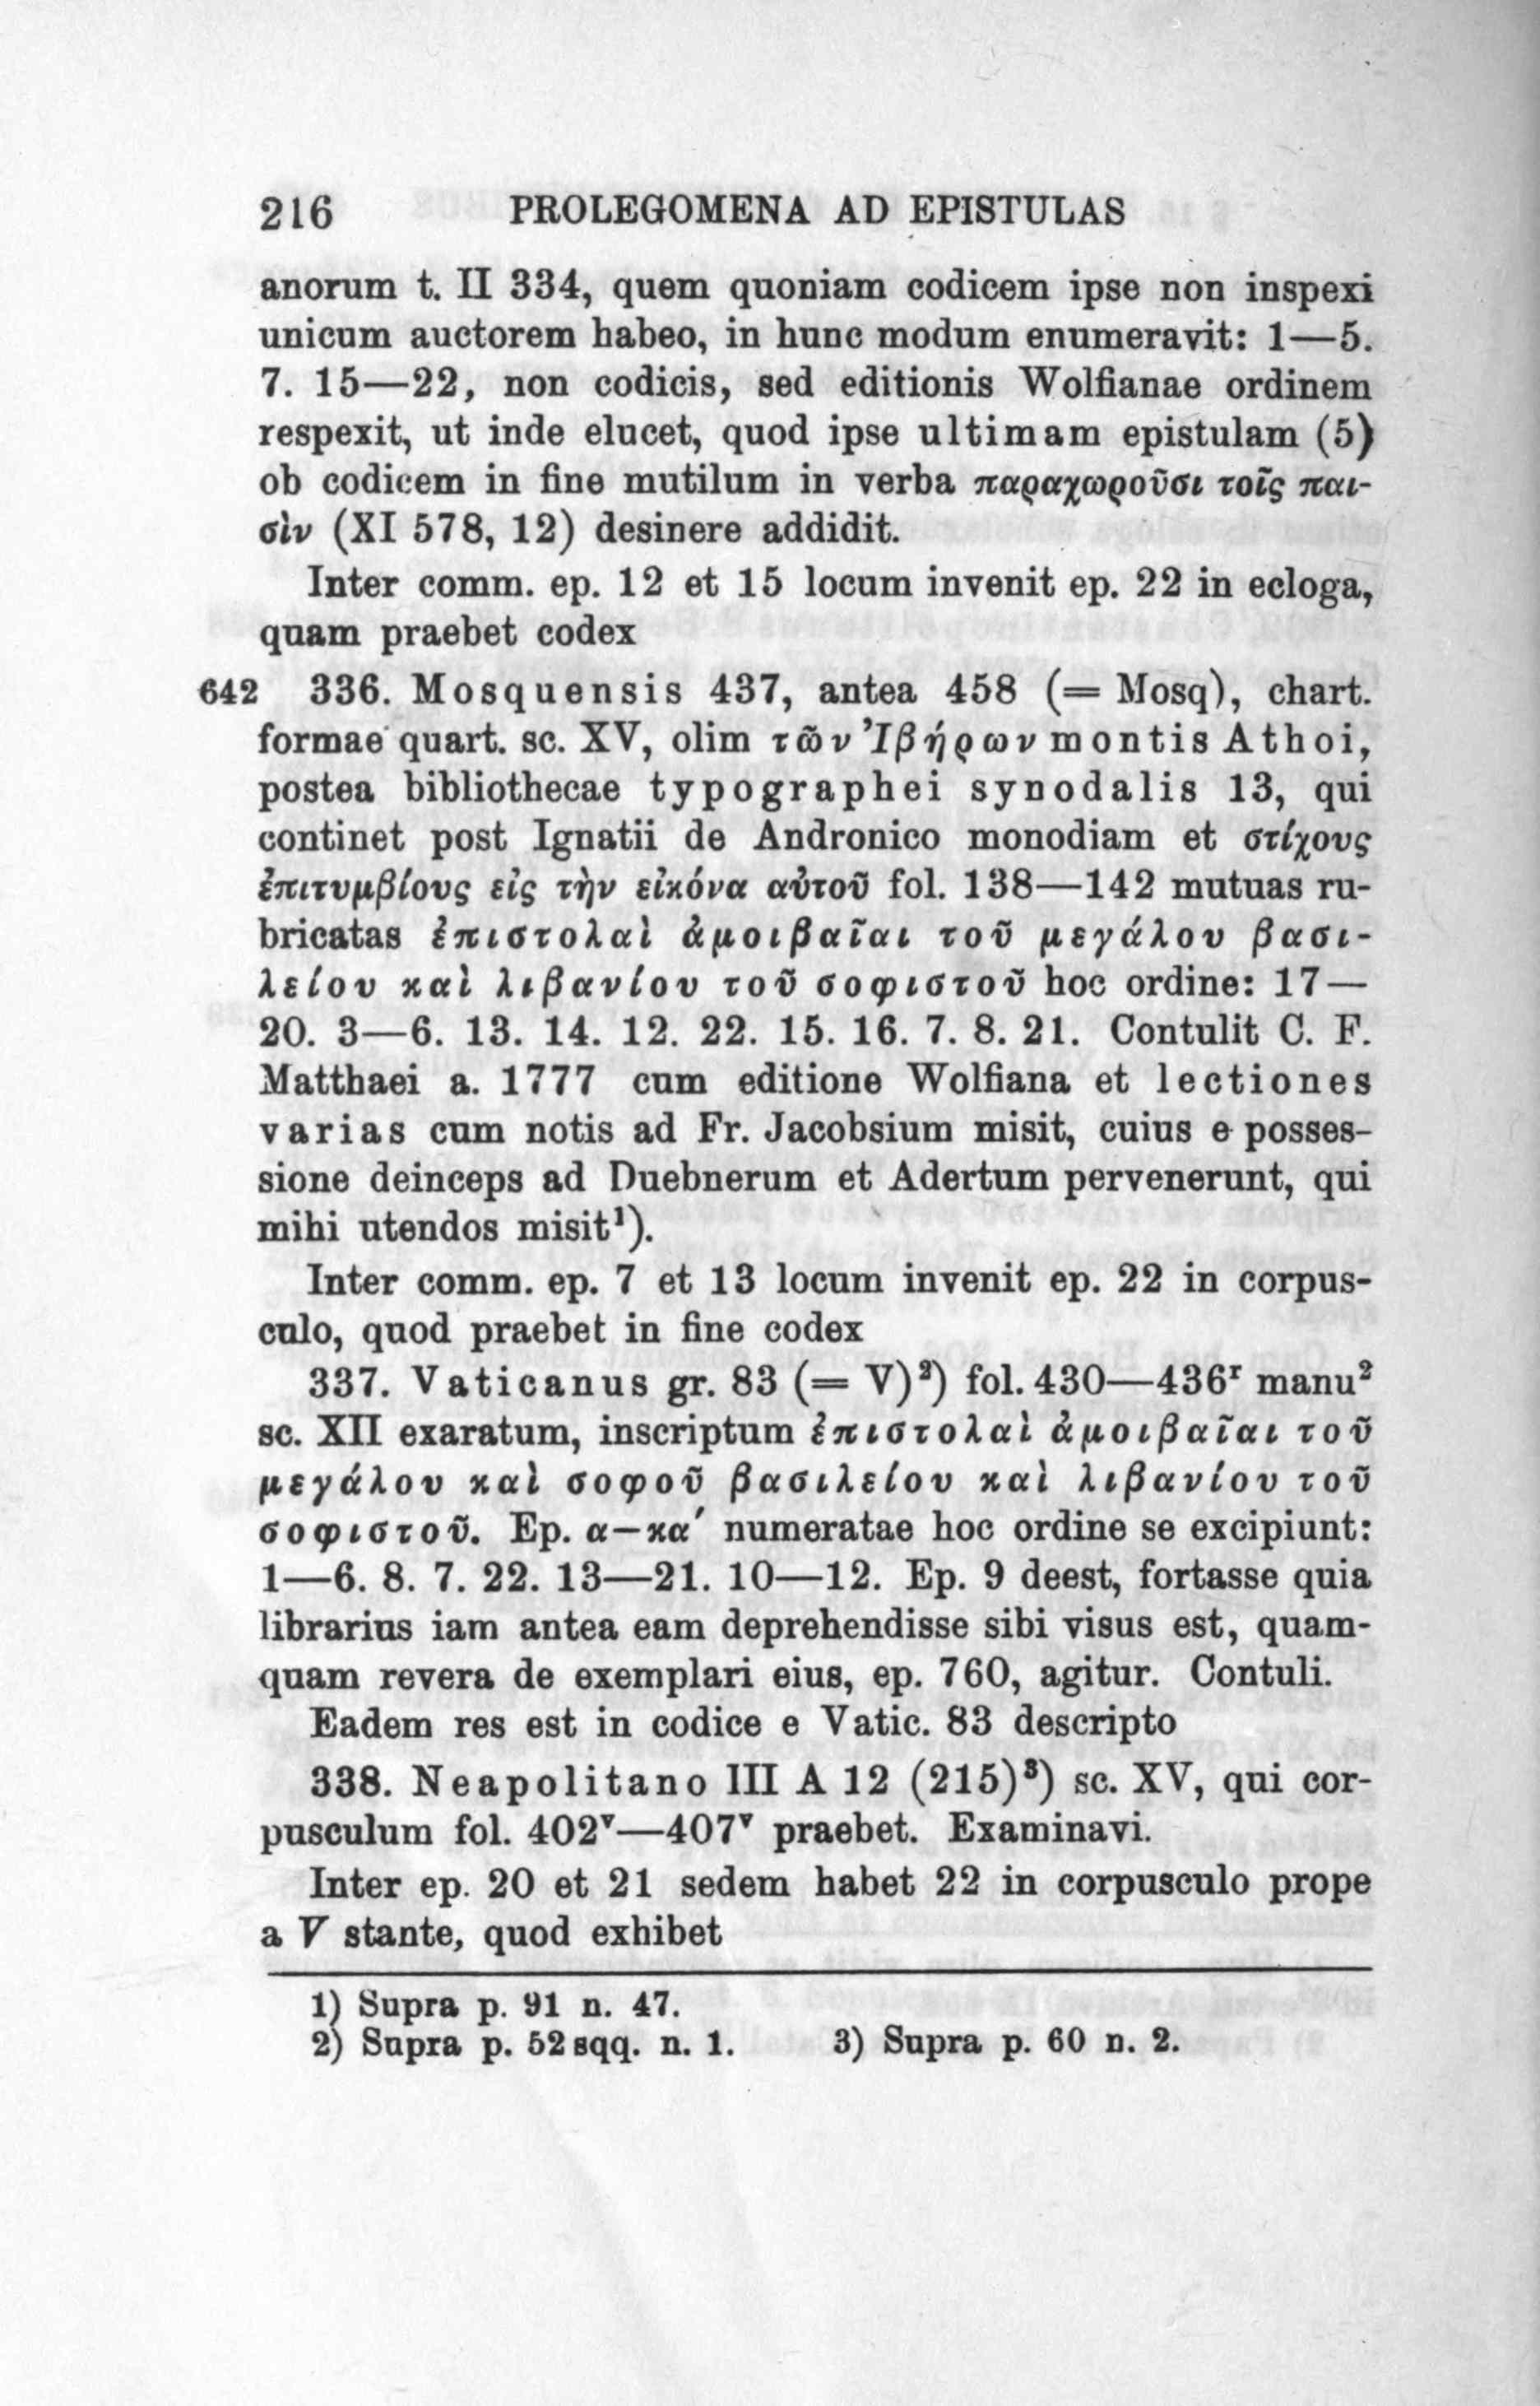 216 PROLEGOMENA AD EPISTULAS
anorum t. II 334, quem quoniam codicem ipse non inspexi
unicum auctorem habeo, in hunc modum enumeravit: 1—5.
7. 15—22, non codicis, sed editionis Wolfianae ordinem
respexit, ut inde elucet, quod ipse ultimam epistulam (5)
ob codicem in fine mutilum in verba παραχωροῦσι τοῖς παι-
σὶν (XI 578, 12) desinere addidit.
Inter comm. ep. 12 et 15 locum invenit ep. 22 in ecloga,
quam praebet codex
642 336. Mosquensis 437, antea 458 (= Mosq), chart.
formae quart. sc. XV, olim τῶν Ἰβήρων montis Athoi,
postea bibliothecae typographei synodalis 13, qui
continet post Ignatii de Andronico monodiam et στίχους
ἐπιτυμβίους εἰς τὴν εἰκόνα αὐτοῦ fol. 138—142 mutuas ru-
bricatas ἐπιστολαὶ ἀμοιβαῖαι τοῦ μεγάλου βασι-
λείου καὶ λιβανίου τοῦ σοφιστοῦ hoc ordine: 17—
20. 3—6. 13. 14. 12. 22. 15. 16. 7. 8. 21. Contulit C. F.
Matthaei a. 1777 cum editione Wolfiana et lectiones
varias cum notis ad Fr. Jacobsium misit, cuius e posses-
sione deinceps ad Duebnerum et Adertum pervenerunt, qui
mihi utendos misit¹).
Inter comm. ep. 7 et 13 locum invenit ep. 22 in corpus-
culo, quod praebet in fine codex
337. Vaticanus gr. 83 (= V)²) fol. 430—436ʳ manu²
sc. XII exaratum, inscriptum ἐπιστολαὶ ἀμοιβαῖαι τοῦ
μεγάλου καὶ σοφοῦ βασιλείου καὶ λιβανίου τοῦ
σοφιστοῦ. Ep. α—κα′ numeratae hoc ordine se excipiunt:
1—6. 8. 7. 22. 13—21. 10—12. Ep. 9 deest, fortasse quia
librarius iam antea eam deprehendisse sibi visus est, quam-
quam revera de exemplari eius, ep. 760, agitur. Contuli.
Eadem res est in codice e Vatic. 83 descripto
338. Neapolitano III A 12 (215)³) sc. XV, qui cor-
pusculum fol. 402ᵛ—407ᵛ praebet. Examinavi.
Inter ep. 20 et 21 sedem habet 22 in corpusculo prope
a V stante, quod exhibet
1) Supra p. 91 n. 47.
2) Supra p. 52 sqq. n. 1. 3) Supra p. 60 n. 2.